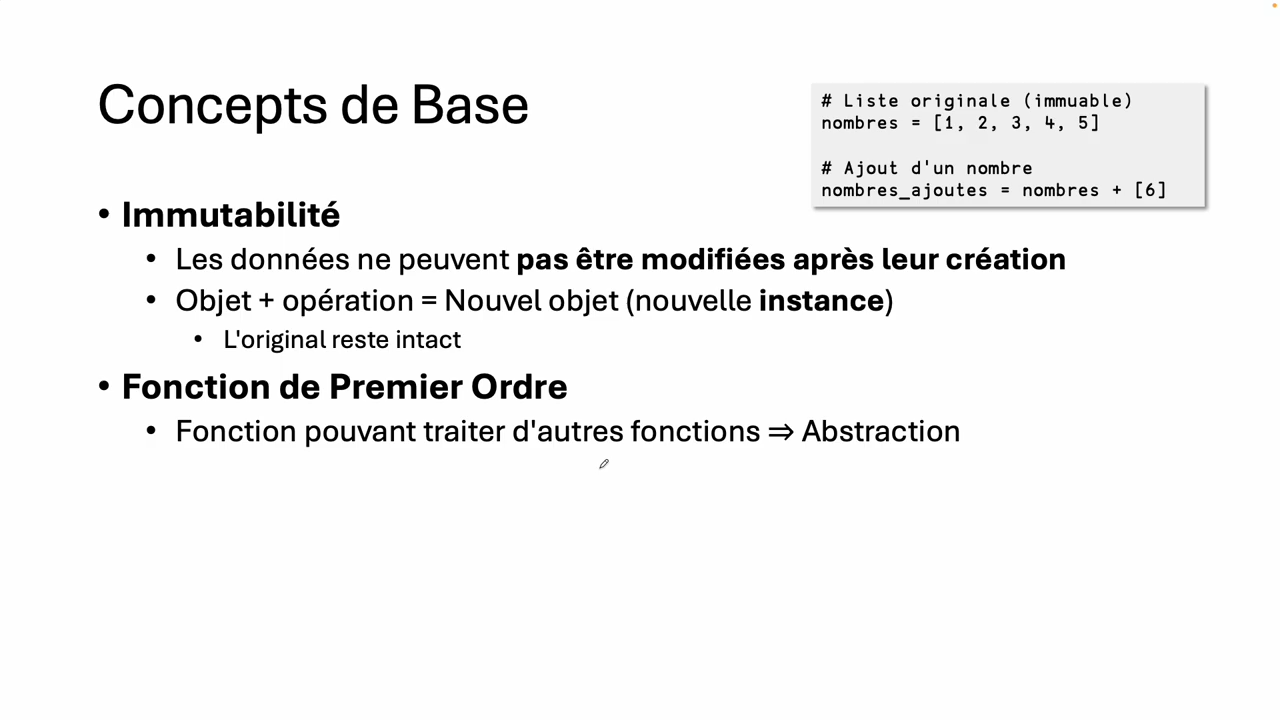 Concepts de Base
# Liste originale (immuable)
nombres = [1, 2, 3, 4, 5]
# Ajout d'un nombre
nombres_ajoutes = nombres + [6]
• Immutabilité
• Les données ne peuvent pas être modifiées après leur création
• Objet + opération = Nouvel objet (nouvelle instance)
• L'original reste intact
• Fonction de Premier Ordre
• Fonction pouvant traiter d'autres fonctions ⇒ Abstraction